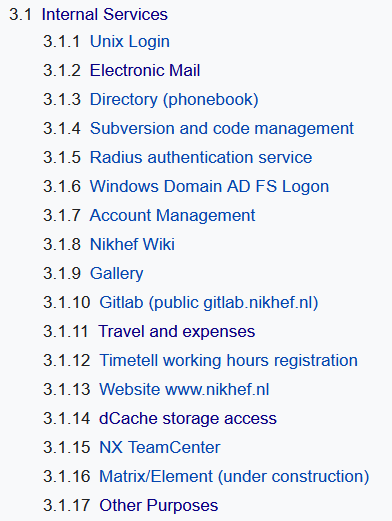 3.1 Internal Services
3.1.1 Unix Login
3.1.2 Electronic Mail
3.1.3 Directory (phonebook)
3.1.4 Subversion and code management
3.1.5 Radius authentication service
3.1.6 Windows Domain AD FS Logon
3.1.7 Account Management
3.1.8 Nikhef Wiki
3.1.9 Gallery
3.1.10 Gitlab (public gitlab.nikhef.nl)
3.1.11 Travel and expenses
3.1.12 Timetell working hours registration
3.1.13 Website www.nikhef.nl
3.1.14 dCache storage access
3.1.15 NX TeamCenter
3.1.16 Matrix/Element (under construction)
3.1.17 Other Purposes